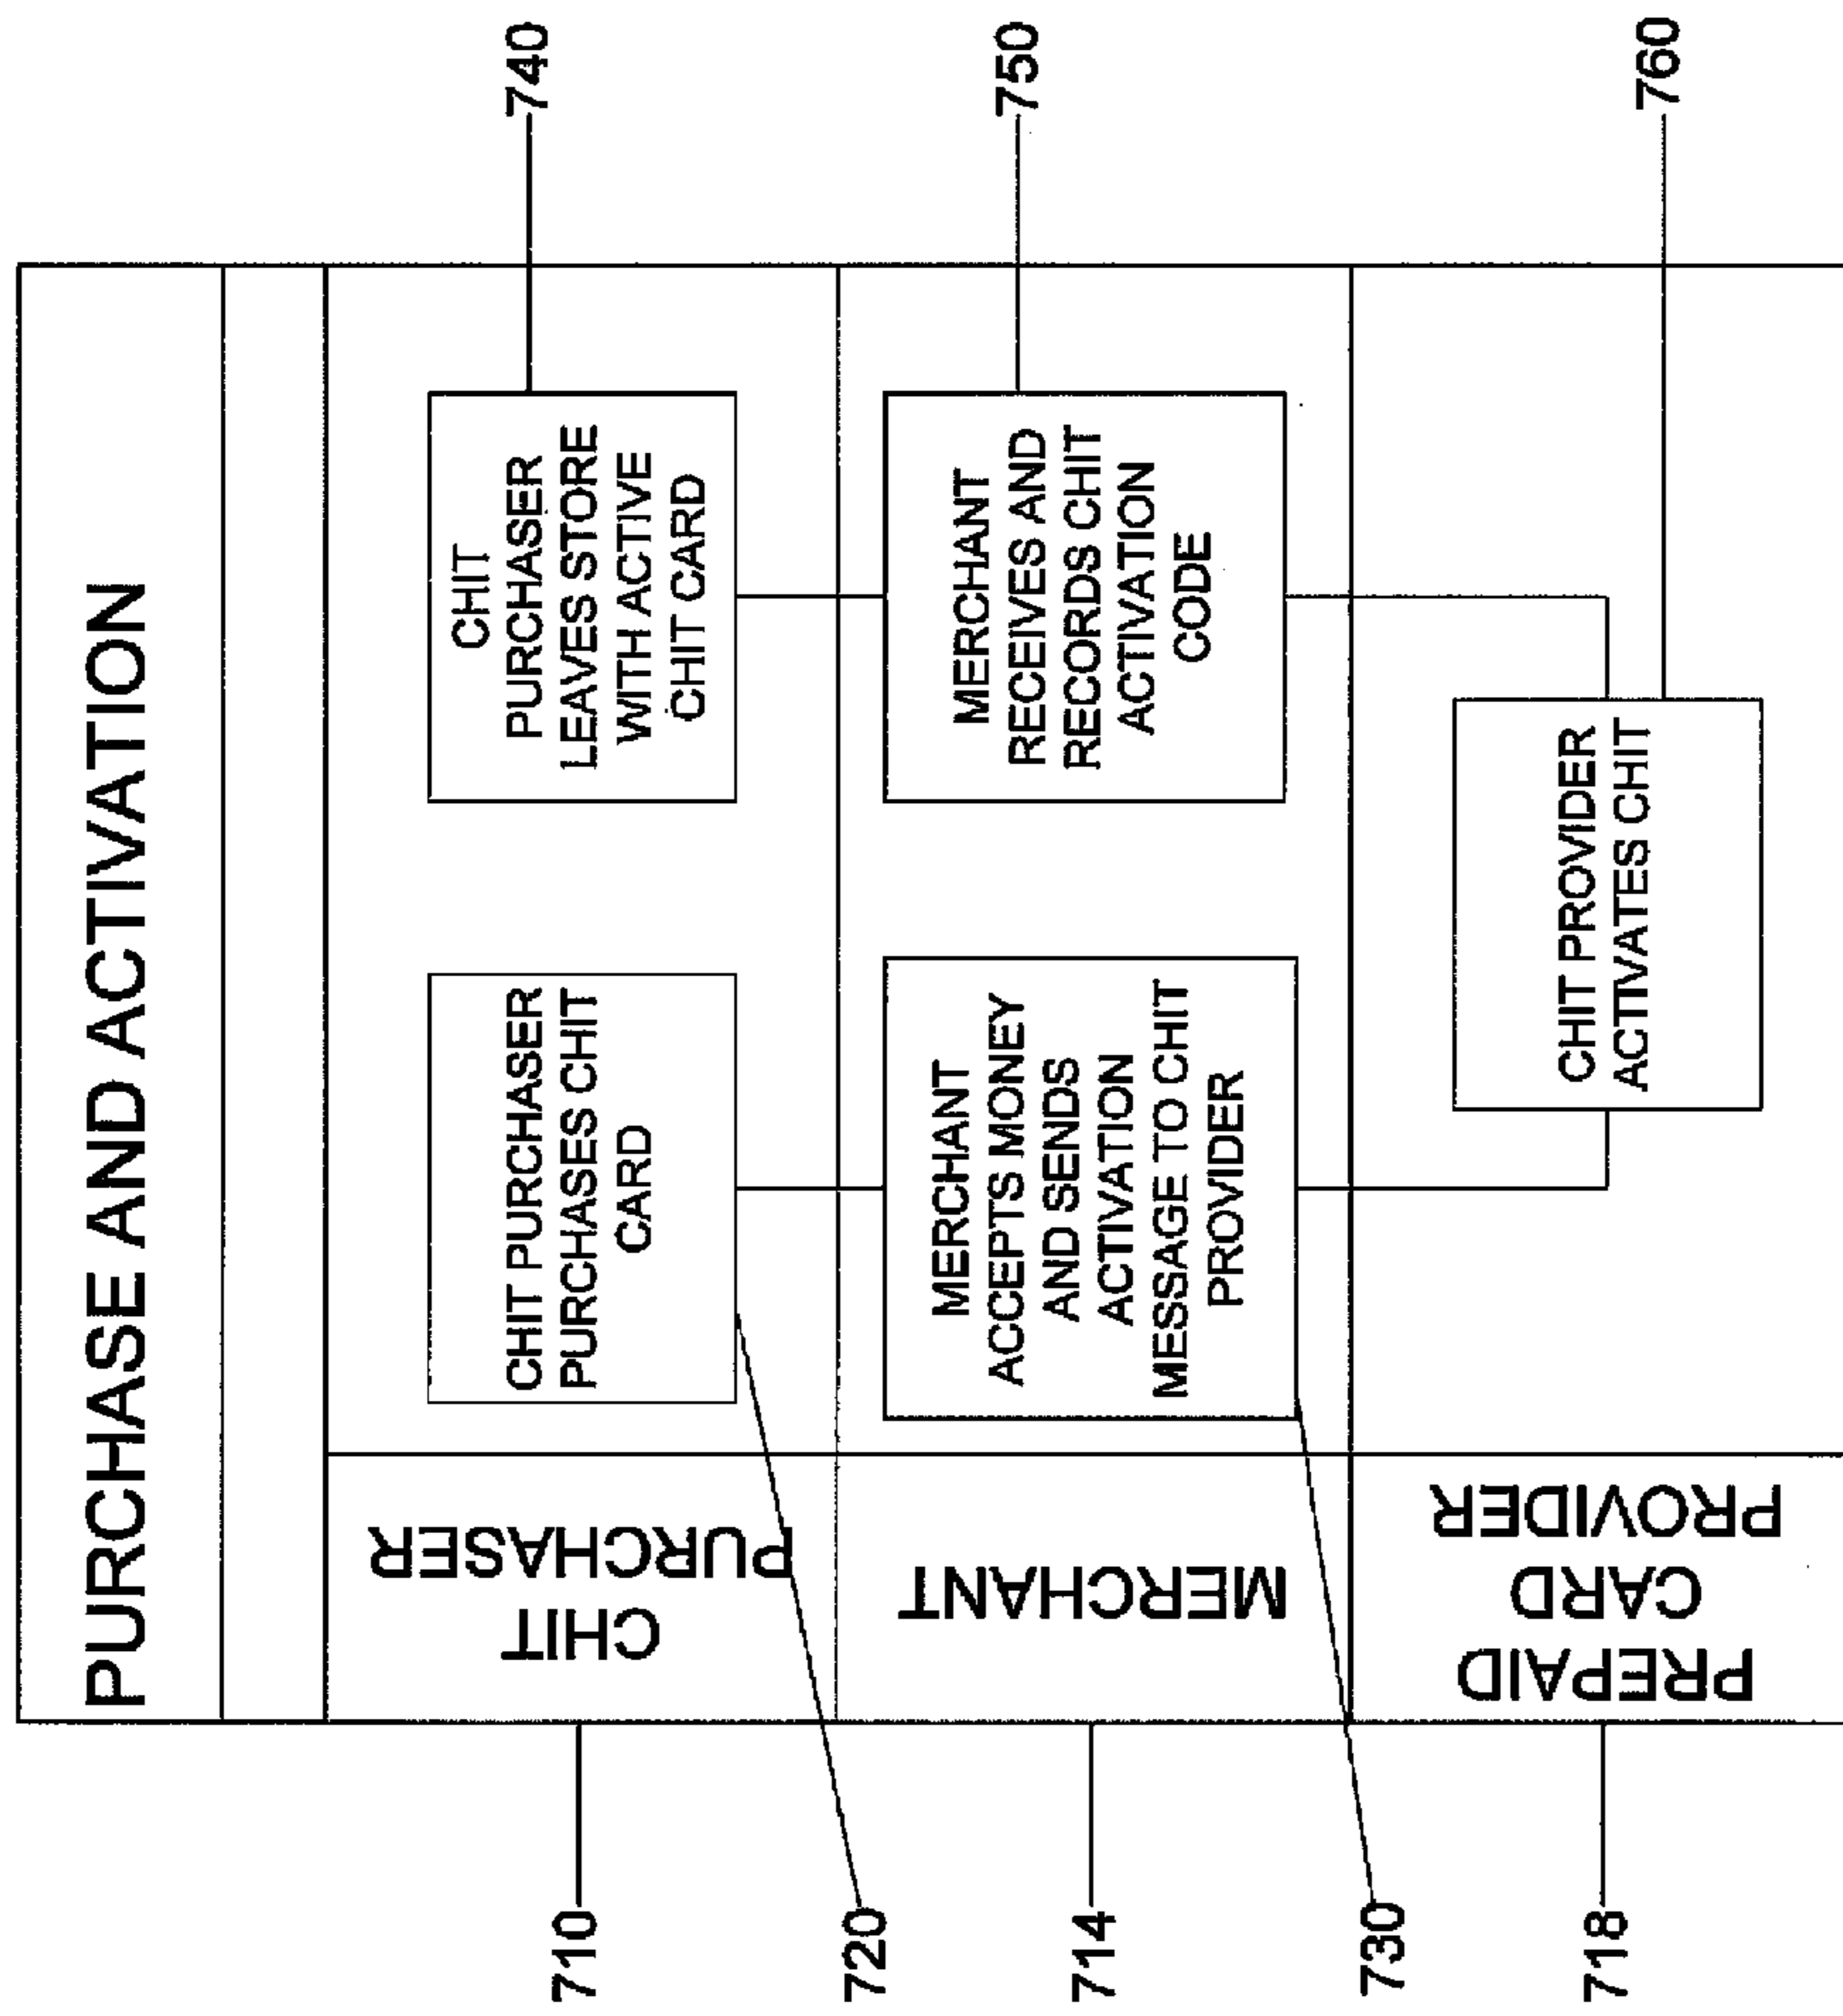 PURCHASE AND ACTIVATION
710
CHIT
PURCHASER
720
CHIT PURCHASER
PURCHASES CHIT
CARD
CHIT
PURCHASER
LEAVES STORE
WITH ACTIVE
CHIT CARD
740
714
MERCHANT
730
MERCHANT
ACCEPTS MONEY
AND SENDS
ACTIVATION
MESSAGE TO CHIT
PROVIDER
MERCHANT
RECEIVES AND
RECORDS CHIT
ACTIVATION
CODE
750
718
PREPAID
CARD
PROVIDER
CHIT PROVIDER
ACTIVATES CHIT
760